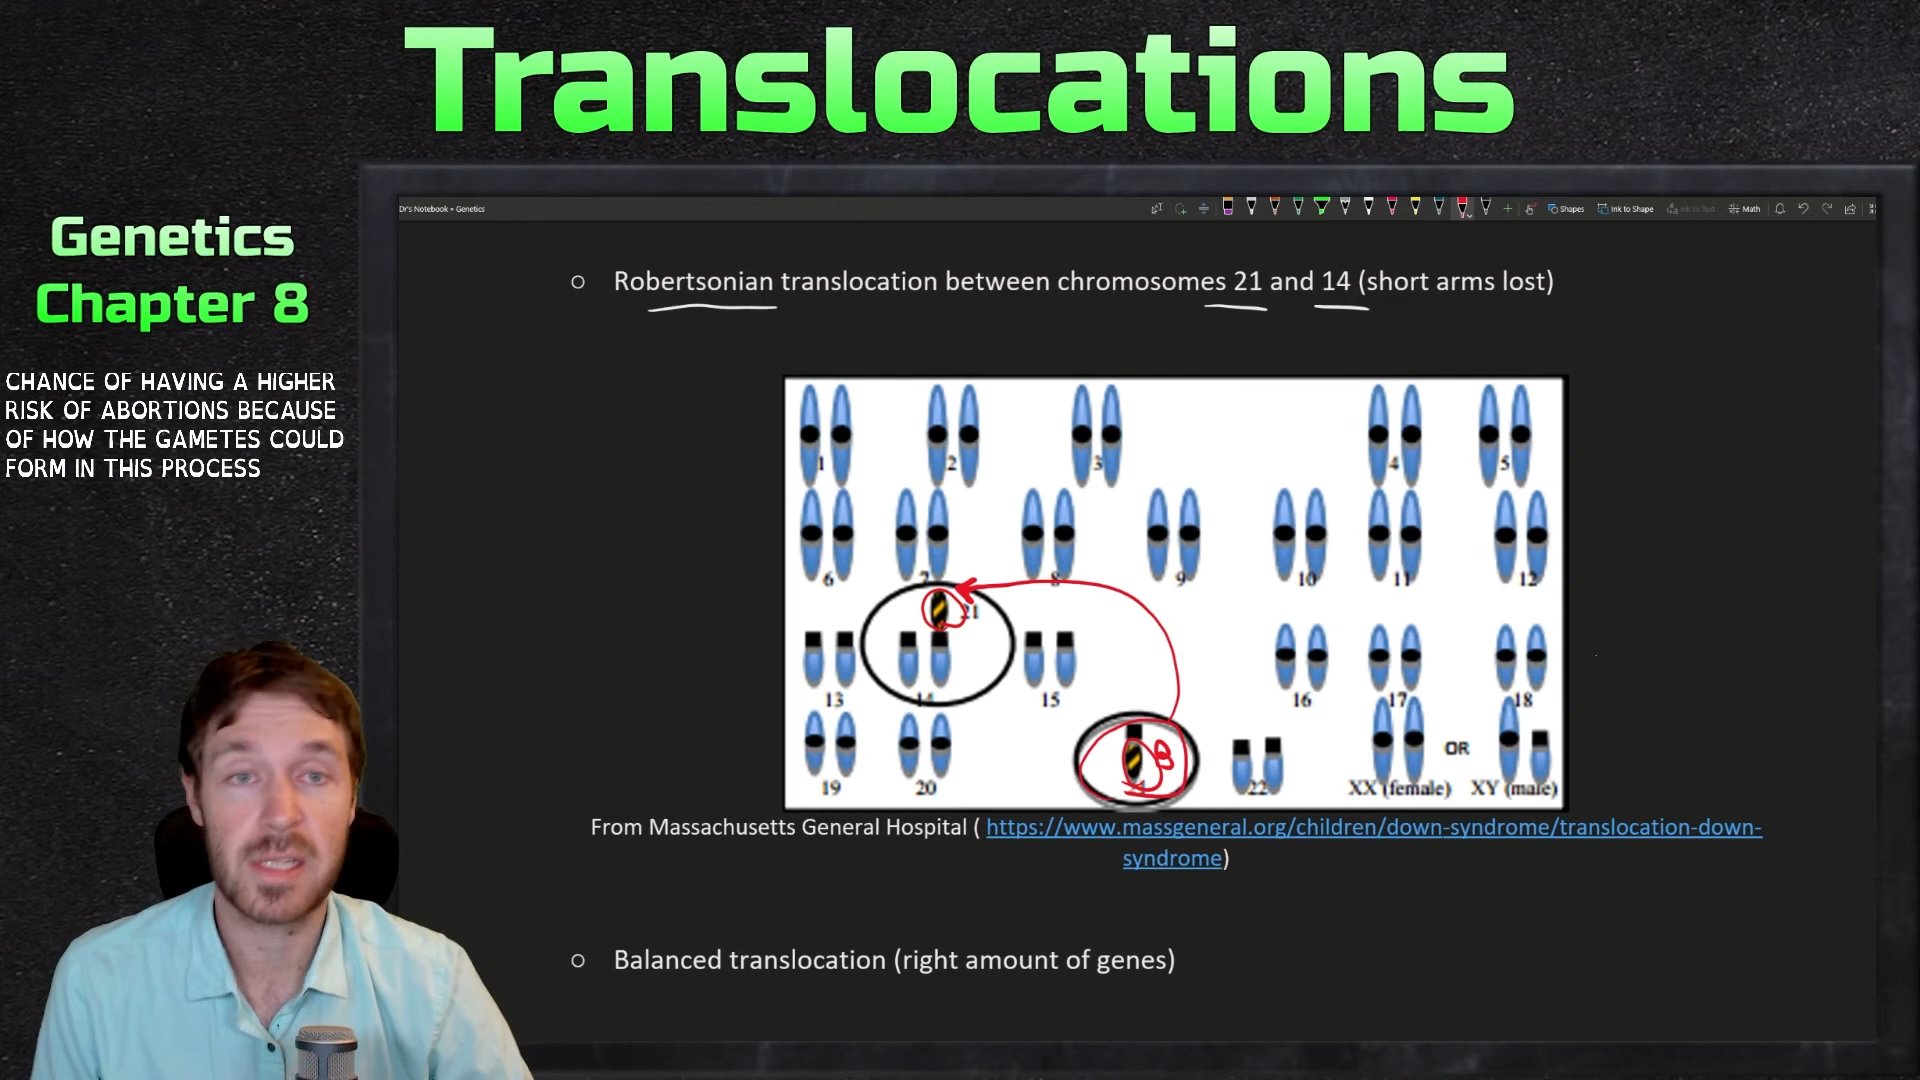 Translocations
Genetics
Chapter 8
CHANCE OF HAVING A HIGHER
RISK OF ABORTIONS BECAUSE
OF HOW THE GAMETES COULD
FORM IN THIS PROCESS
Dr's Notebook » Genetics
Shapes
Ink to Shape
Ink to Text
Math
○ Robertsonian translocation between chromosomes 21 and 14 (short arms lost)
1 2 3 4 5
6 7 8 9 10 11 12
21
13 14 15 16 17 18
19 20 22 XX (female) OR XY (male)
From Massachusetts General Hospital ( https://www.massgeneral.org/children/down-syndrome/translocation-down-
syndrome)
○ Balanced translocation (right amount of genes)